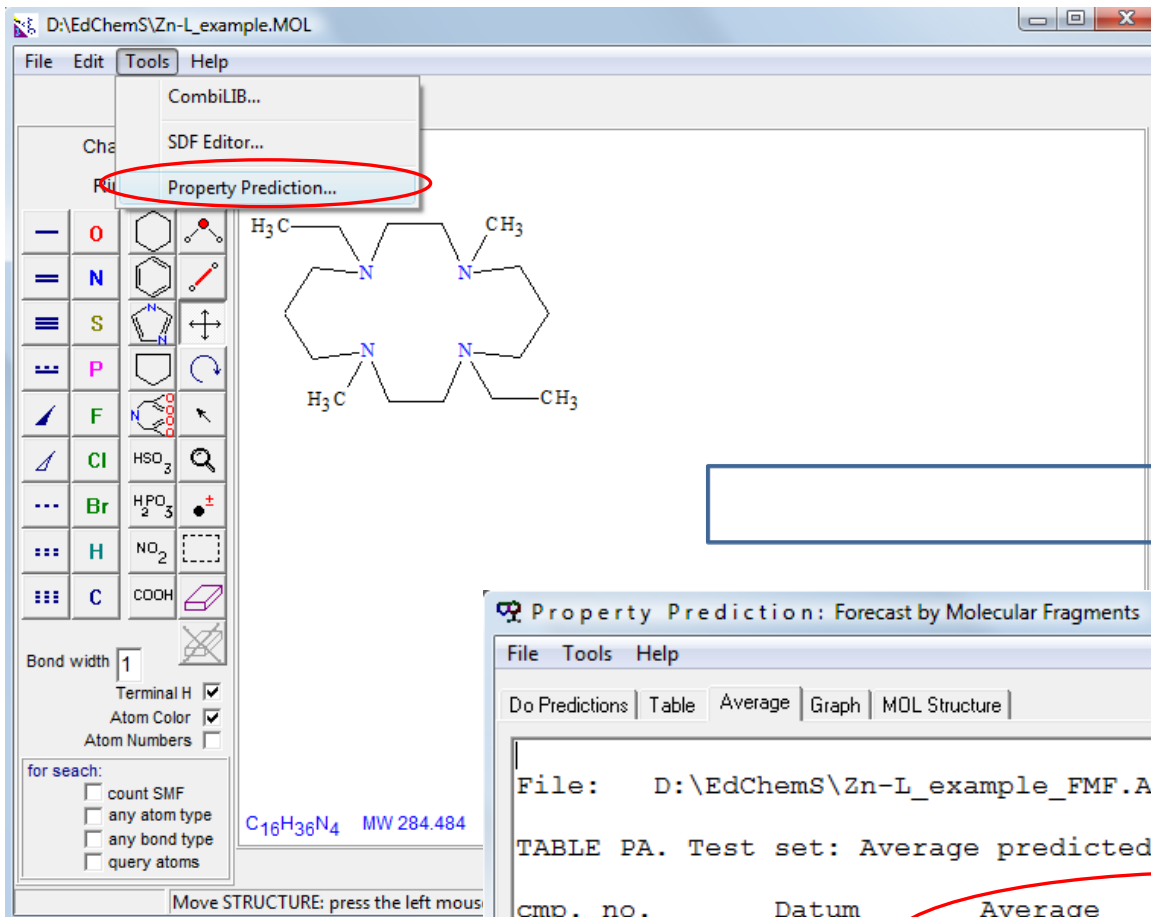 D:\EdChemS\Zn-L_example.MOL
File Edit Tools Help
CombiLIB...
SDF Editor...
Property Prediction...
Cha
H3C CH3
N N
N N
H3C CH3
O
N
S
P
F
Cl HSO3
Br H2PO3
H NO2
C COOH
Bond width 1
Terminal H
Atom Color
Atom Numbers
for seach:
count SMF
any atom type
any bond type
query atoms
C16H36N4 MW 284.484
Move STRUCTURE: press the left mous
Property Prediction: Forecast by Molecular Fragments
File Tools Help
Do Predictions Table Average Graph MOL Structure
File: D:\EdChemS\Zn-L_example_FMF.A
TABLE PA. Test set: Average predicted
cmp. no. Datum Average